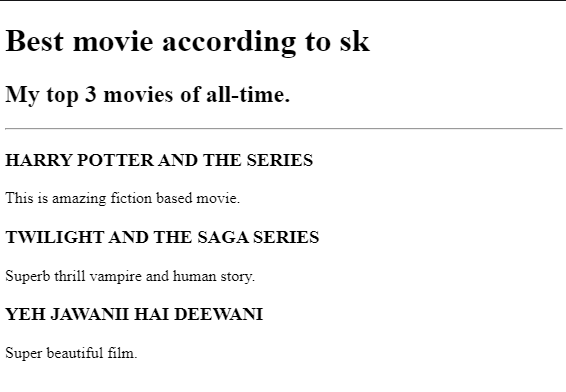 Best movie according to sk
My top 3 movies of all-time.
HARRY POTTER AND THE SERIES
This is amazing fiction based movie.
TWILIGHT AND THE SAGA SERIES
Superb thrill vampire and human story.
YEH JAWANII HAI DEEWANI
Super beautiful film.